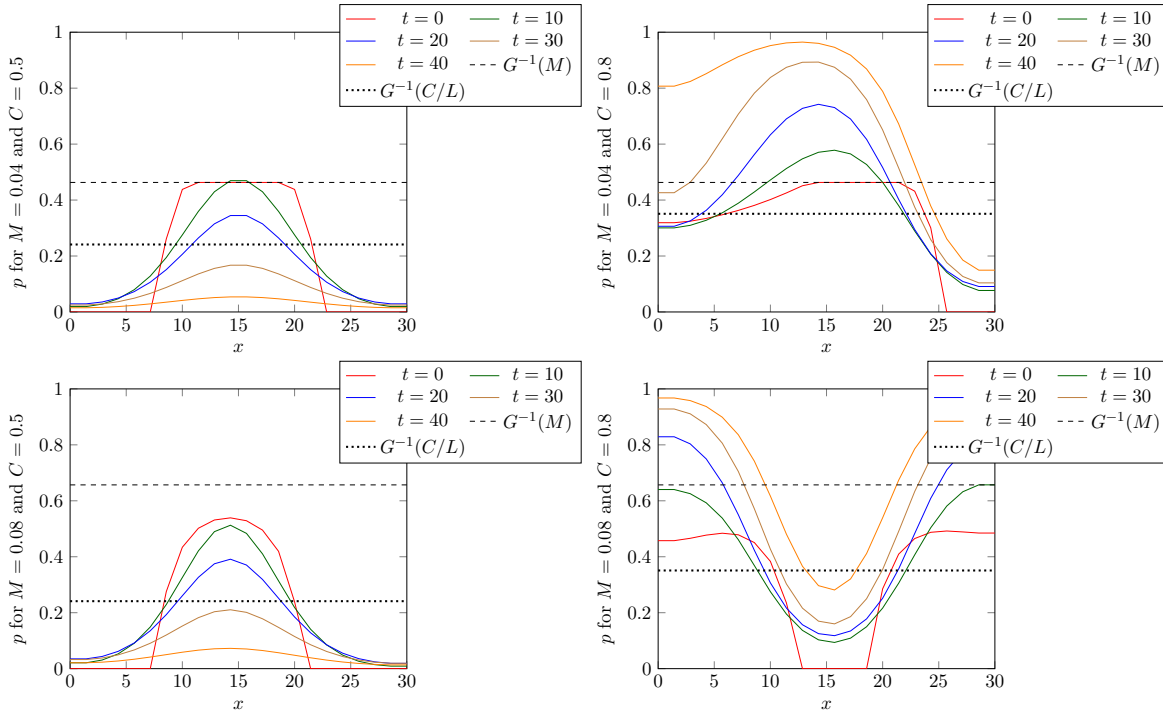 t = 0
t = 10
t = 20
t = 30
t = 40
G⁻¹(M)
G⁻¹(C/L)
p for M = 0.04 and C = 0.5
1
0.8
0.6
0.4
0.2
0
0 5 10 15 20 25 30
x
t = 0
t = 10
t = 20
t = 30
t = 40
G⁻¹(M)
G⁻¹(C/L)
p for M = 0.04 and C = 0.8
1
0.8
0.6
0.4
0.2
0
0 5 10 15 20 25 30
x
t = 0
t = 10
t = 20
t = 30
t = 40
G⁻¹(M)
G⁻¹(C/L)
p for M = 0.08 and C = 0.5
1
0.8
0.6
0.4
0.2
0
0 5 10 15 20 25 30
x
t = 0
t = 10
t = 20
t = 30
t = 40
G⁻¹(M)
G⁻¹(C/L)
p for M = 0.08 and C = 0.8
1
0.8
0.6
0.4
0.2
0
0 5 10 15 20 25 30
x